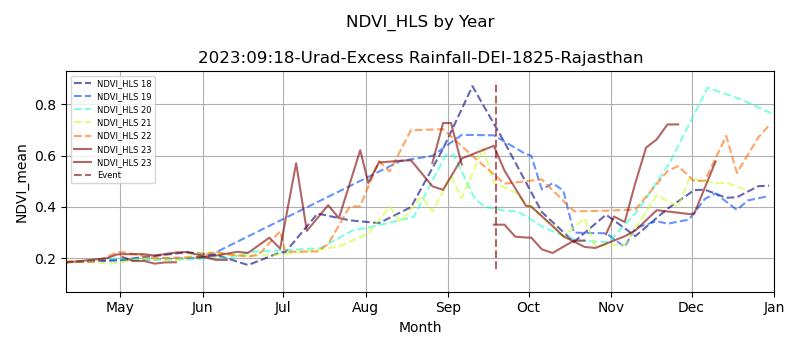 NDVI_HLS by Year
2023:09:18-Urad-Excess Rainfall-DEI-1825-Rajasthan
NDVI_HLS 18
NDVI_HLS 19
NDVI_HLS 20
NDVI_HLS 21
NDVI_HLS 22
NDVI_HLS 23
NDVI_HLS 23
Event
NDVI_mean
0.8
0.6
0.4
0.2
May Jun Jul Aug Sep Oct Nov Dec Jan
Month